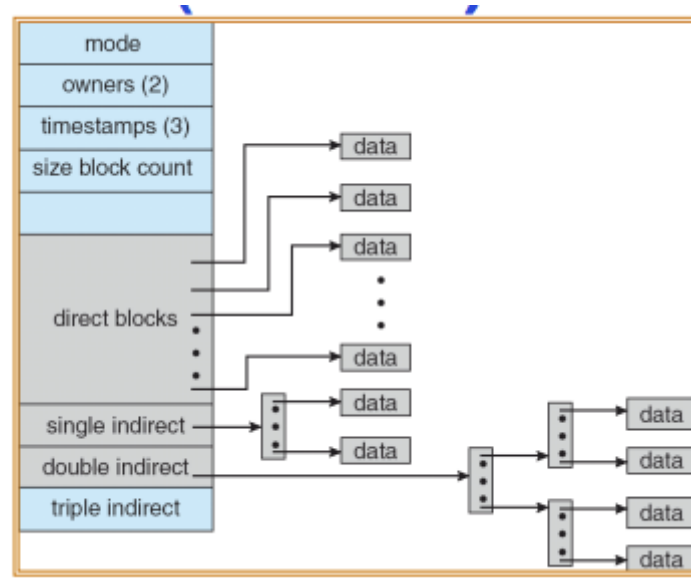 mode
owners (2)
timestamps (3)
size block count
direct blocks
single indirect
double indirect
triple indirect
data
data
data
data
data
data
data
data
data
data